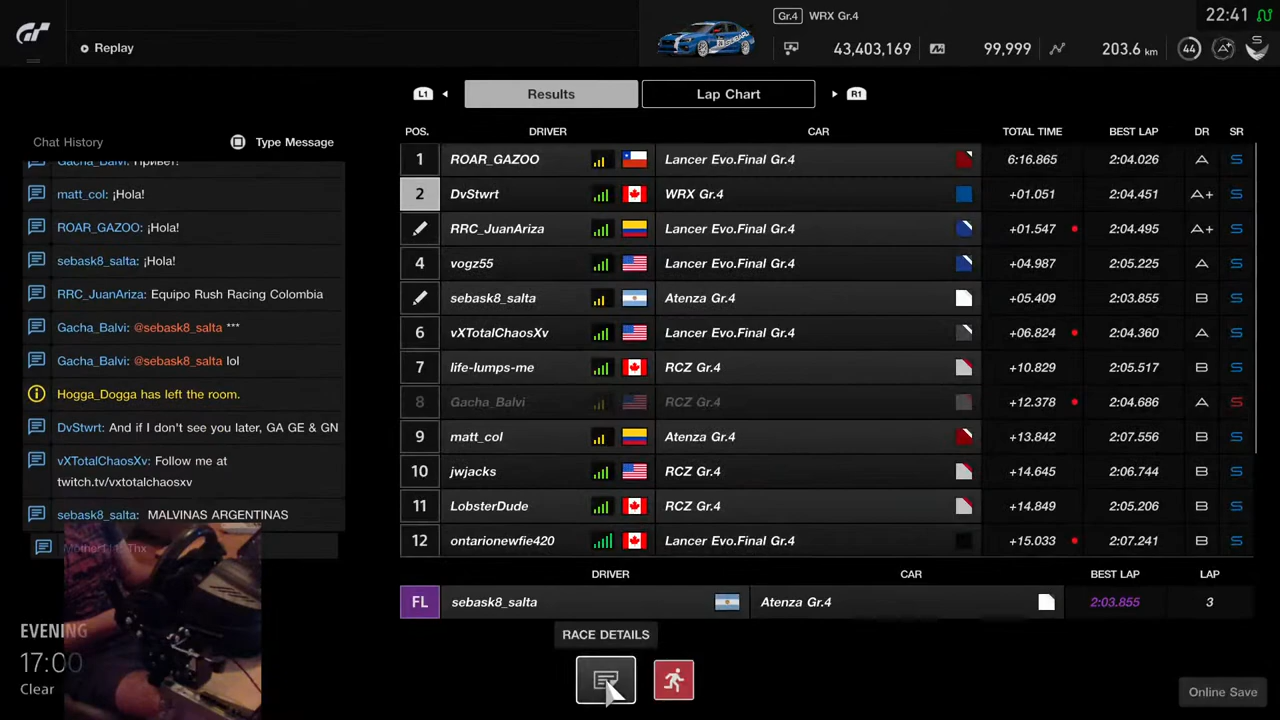 Gr.4 WRX Gr.4
22:41
Replay
43,403,169
99,999
203.6 km
44
A+
S
L1
Results
Lap Chart
R1
Chat History
Type Message
Gacha_Balvi: Привет!
matt_col: ¡Hola!
ROAR_GAZOO: ¡Hola!
sebask8_salta: ¡Hola!
RRC_JuanAriza: Equipo Rush Racing Colombia
Gacha_Balvi: @sebask8_salta ***
Gacha_Balvi: @sebask8_salta lol
Hogga_Dogga has left the room.
DvStwrt: And if I don't see you later, GA GE & GN
vXTotalChaosXv: Follow me at
twitch.tv/vxtotalchaosxv
sebask8_salta: MALVINAS ARGENTINAS
Thx
POS. DRIVER CAR TOTAL TIME BEST LAP DR SR
1 ROAR_GAZOO Lancer Evo.Final Gr.4 6:16.865 2:04.026 A S
2 DvStwrt WRX Gr.4 +01.051 2:04.451 A+ S
RRC_JuanAriza Lancer Evo.Final Gr.4 +01.547 2:04.495 A+ S
4 vogz55 Lancer Evo.Final Gr.4 +04.987 2:05.225 A S
sebask8_salta Atenza Gr.4 +05.409 2:03.855 B S
6 vXTotalChaosXv Lancer Evo.Final Gr.4 +06.824 2:04.360 A S
7 life-lumps-me RCZ Gr.4 +10.829 2:05.517 B S
8 Gacha_Balvi RCZ Gr.4 +12.378 2:04.686 A S
9 matt_col Atenza Gr.4 +13.842 2:07.556 B S
10 jwjacks RCZ Gr.4 +14.645 2:06.744 B S
11 LobsterDude RCZ Gr.4 +14.849 2:05.206 B S
12 ontarionewfie420 Lancer Evo.Final Gr.4 +15.033 2:07.241 B S
DRIVER CAR BEST LAP LAP
FL sebask8_salta Atenza Gr.4 2:03.855 3
RACE DETAILS
EVENING
17:00
Clear
Online Save